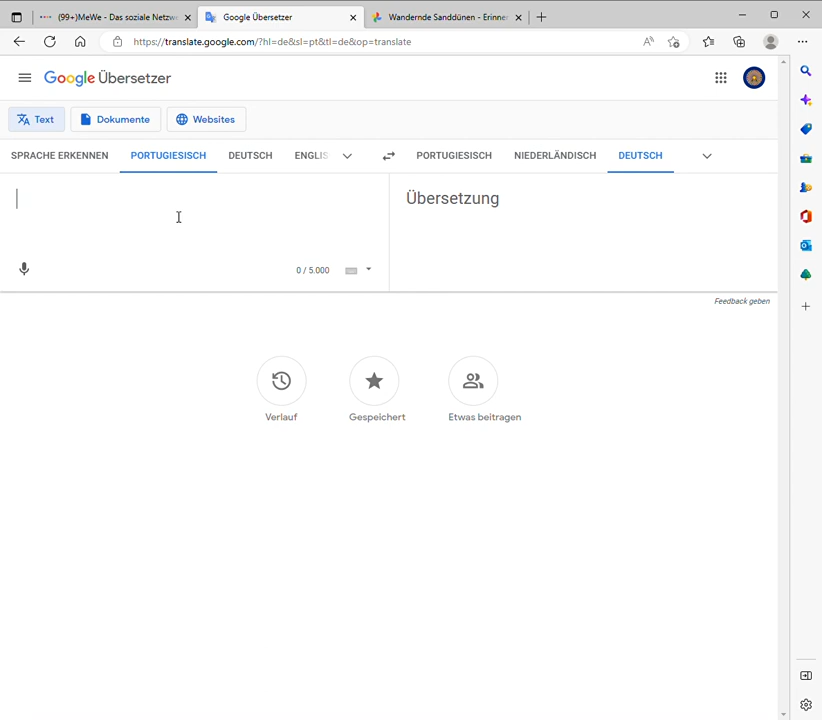 (99+)MeWe - Das soziale Netzwe
Google Übersetzer
Wandernde Sanddünen - Erinne
https://translate.google.com/?hl=de&sl=pt&tl=de&op=translate
Google Übersetzer
Text
Dokumente
Websites
SPRACHE ERKENNEN
PORTUGIESISCH
DEUTSCH
ENGLIS
PORTUGIESISCH
NIEDERLÄNDISCH
DEUTSCH
Übersetzung
0 / 5.000
Feedback geben
Verlauf
Gespeichert
Etwas beitragen